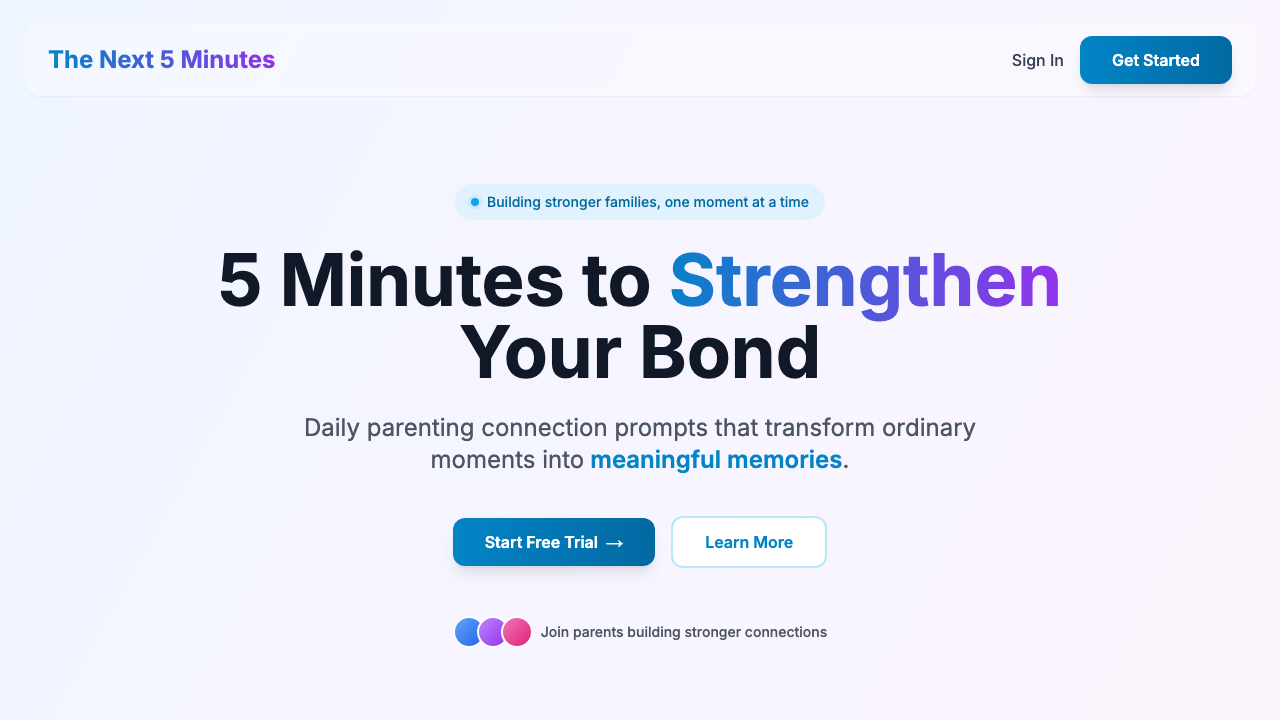 The Next 5 Minutes
Sign In
Get Started
Building stronger families, one moment at a time
5 Minutes to Strengthen
Your Bond
Daily parenting connection prompts that transform ordinary
moments into meaningful memories.
Start Free Trial →
Learn More
Join parents building stronger connections